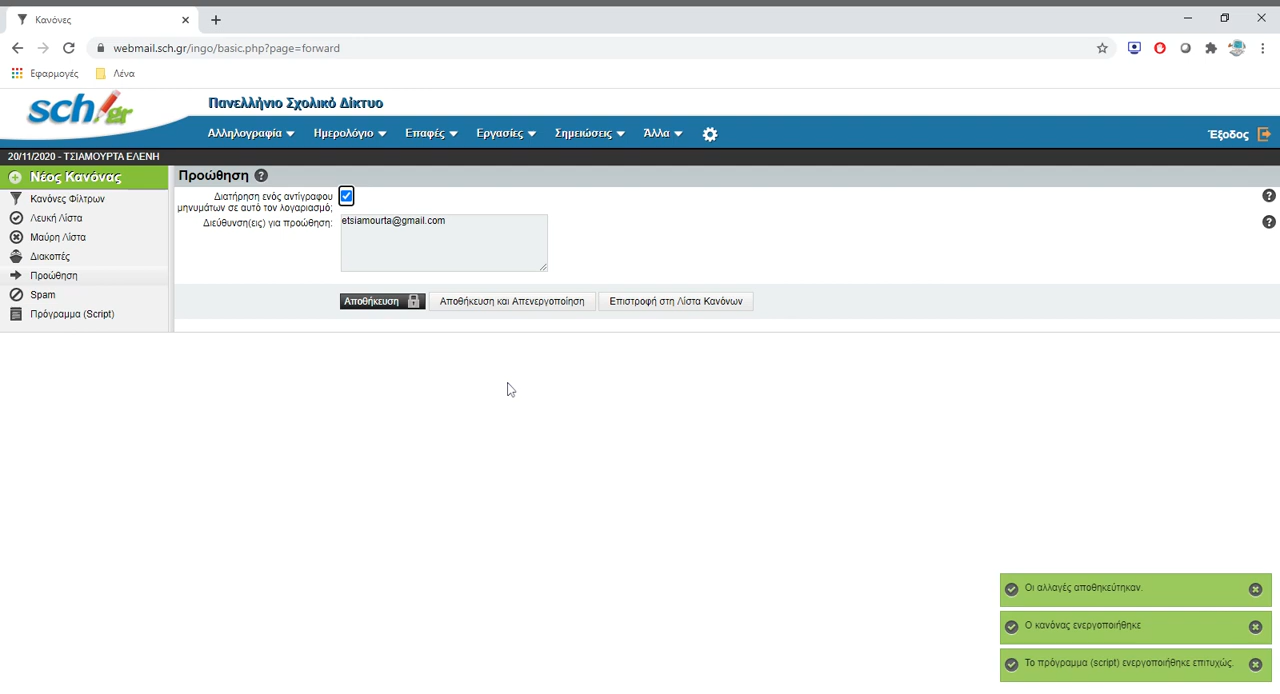 Κανόνες
webmail.sch.gr/ingo/basic.php?page=forward
Εφαρμογές Λένα
sch.gr
Πανελλήνιο Σχολικό Δίκτυο
Αλληλογραφία Ημερολόγιο Επαφές Εργασίες Σημειώσεις Άλλα
Έξοδος
20/11/2020 - ΤΣΙΑΜΟΥΡΤΑ ΕΛΕΝΗ
Νέος Κανόνας
Κανόνες Φίλτρων
Λευκή Λίστα
Μαύρη Λίστα
Διακοπές
Προώθηση
Spam
Πρόγραμμα (Script)
Προώθηση ?
Διατήρηση ενός αντίγραφου
μηνυμάτων σε αυτό τον λογαριασμό;
Διεύθυνση(εις) για προώθηση:
etsiamourta@gmail.com
Αποθήκευση Αποθήκευση και Απενεργοποίηση Επιστροφή στη Λίστα Κανόνων
Οι αλλαγές αποθηκεύτηκαν.
Ο κανόνας ενεργοποιήθηκε
Το πρόγραμμα (script) ενεργοποιήθηκε επιτυχώς.